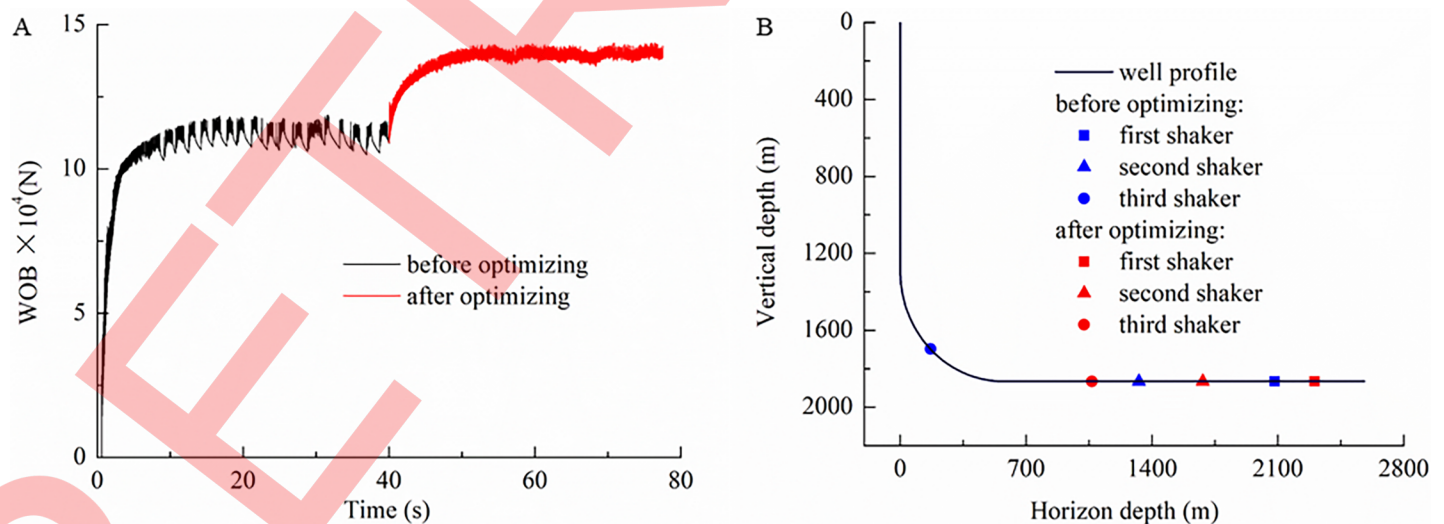 A
15
10
5
0
WOB × 10⁴(N)
0 20 40 60 80
Time (s)
before optimizing
after optimizing
B
0
400
800
1200
1600
2000
Vertical depth (m)
0 700 1400 2100 2800
Horizon depth (m)
well profile
before optimizing:
first shaker
second shaker
third shaker
after optimizing:
first shaker
second shaker
third shaker